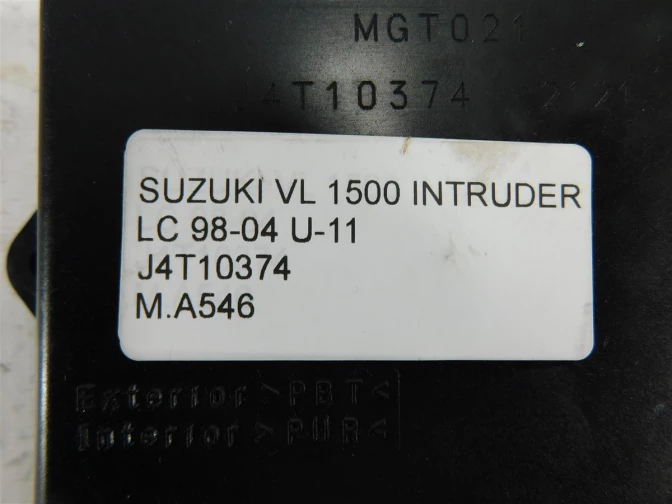 MGT021
J4T10374
SUZUKI VL 1500 INTRUDER
LC 98-04 U-11
J4T10374
M.A546
Exterior >PBT<
Interior >PUR<